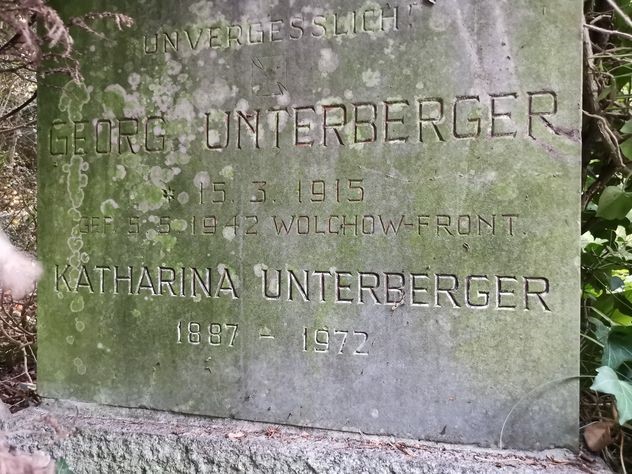 UNVERGESSLICH
GEORG UNTERBERGER
* 15. 3. 1915
GEF. 5. 5. 1942 WOLCHOW-FRONT.
KATHARINA UNTERBERGER
1887 - 1972